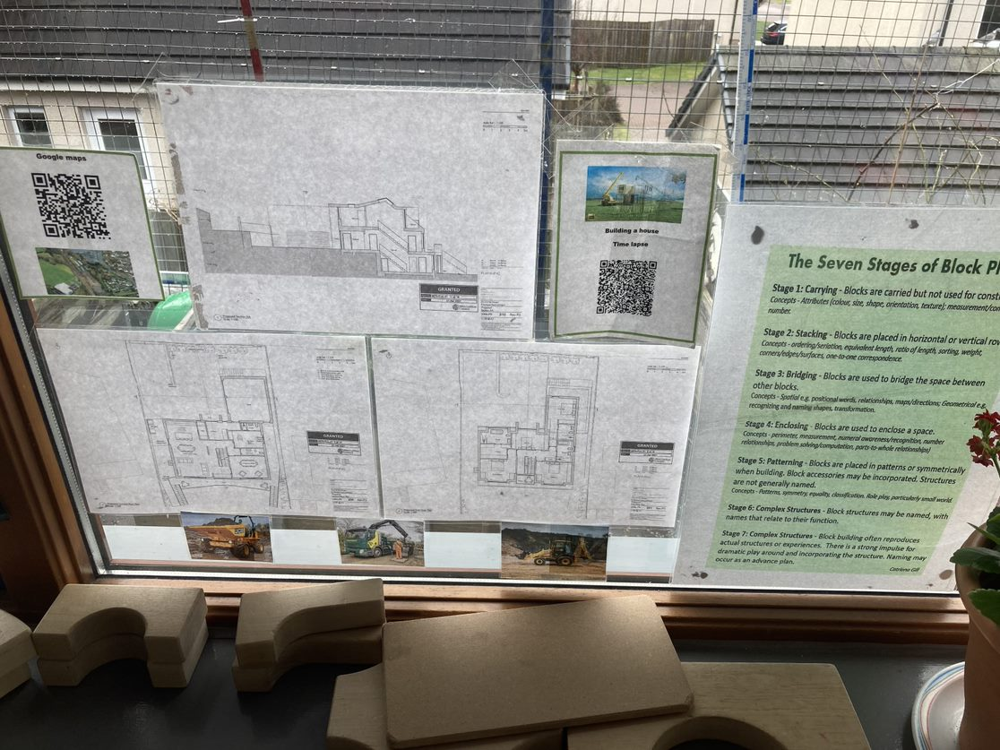 Google maps
GRANTED
Building a house
Time lapse
GRANTED
GRANTED
The Seven Stages of Block Pl
Stage 1: Carrying - Blocks are carried but not used for const
Concepts - Attributes (colour, size, shape, orientation, texture); measurement/com
number.
Stage 2: Stacking - Blocks are placed in horizontal or vertical row
Concepts - ordering/seriation, equivalent length, ratio of length, sorting, weight,
corners/edges/surfaces, one-to-one correspondence.
Stage 3: Bridging - Blocks are used to bridge the space between
other blocks.
Concepts - Spatial e.g. positional words, relationships, maps/directions; Geometrical e.g.
recognizing and naming shapes, transformation.
Stage 4: Enclosing - Blocks are used to enclose a space.
Concepts - perimeter, measurement, numeral awareness/recognition, number
relationships, problem solving/computation, parts-to-whole relationships)
Stage 5: Patterning - Blocks are placed in patterns or symmetrically
when building. Block accessories may be incorporated. Structures
are not generally named.
Concepts - Patterns, symmetry, equality, classification. Role play, particularly small world.
Stage 6: Complex Structures - Block structures may be named, with
names that relate to their function.
Stage 7: Complex Structures - Block building often reproduces
actual structures or experiences. There is a strong impulse for
dramatic play around and incorporating the structure. Naming may
occur as an advance plan.
Catriona Gill